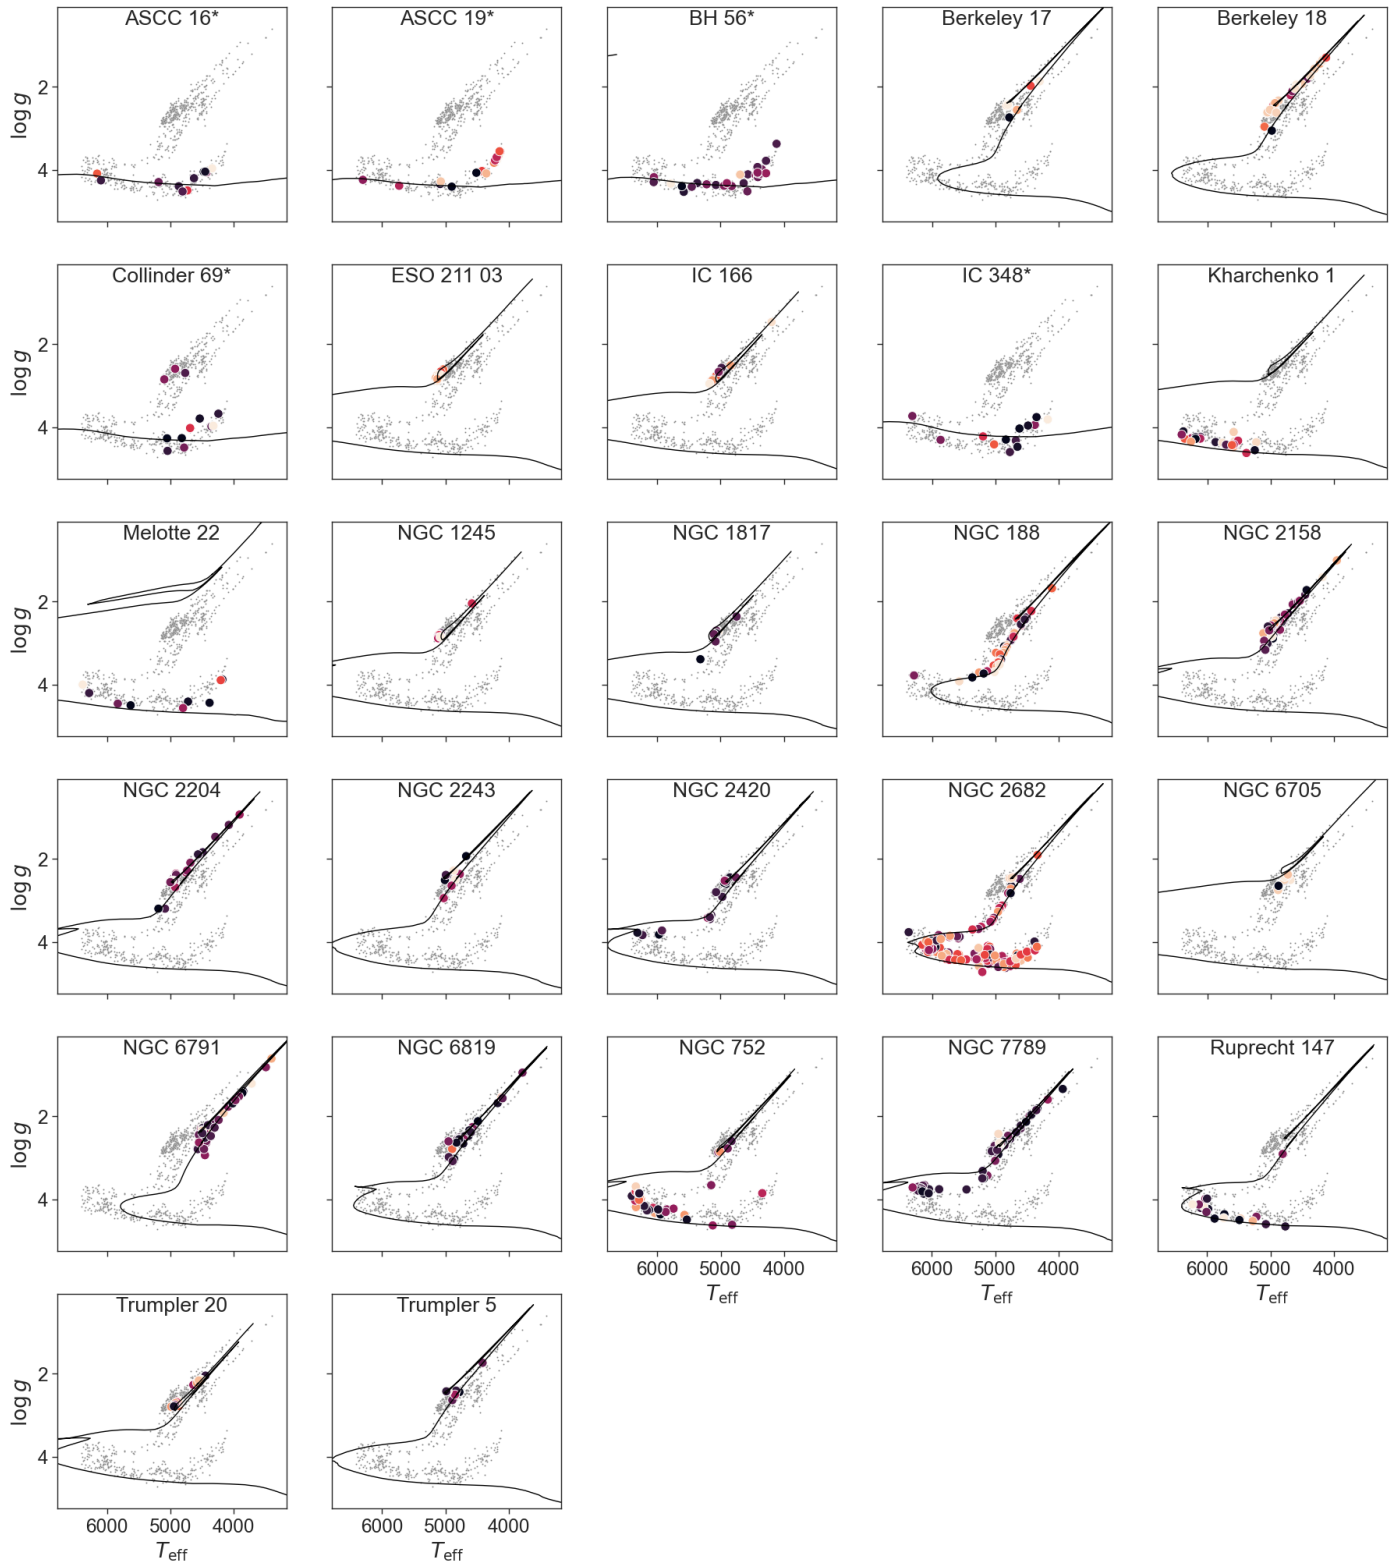 ASCC 16*
ASCC 19*
BH 56*
Berkeley 17
Berkeley 18
log g
2
4
Collinder 69*
ESO 211 03
IC 166
IC 348*
Kharchenko 1
log g
2
4
Melotte 22
NGC 1245
NGC 1817
NGC 188
NGC 2158
log g
2
4
NGC 2204
NGC 2243
NGC 2420
NGC 2682
NGC 6705
log g
2
4
NGC 6791
NGC 6819
NGC 752
NGC 7789
Ruprecht 147
log g
2
4
6000 5000 4000
6000 5000 4000
6000 5000 4000
Teff
Teff
Teff
Trumpler 20
Trumpler 5
log g
2
4
6000 5000 4000
6000 5000 4000
Teff
Teff